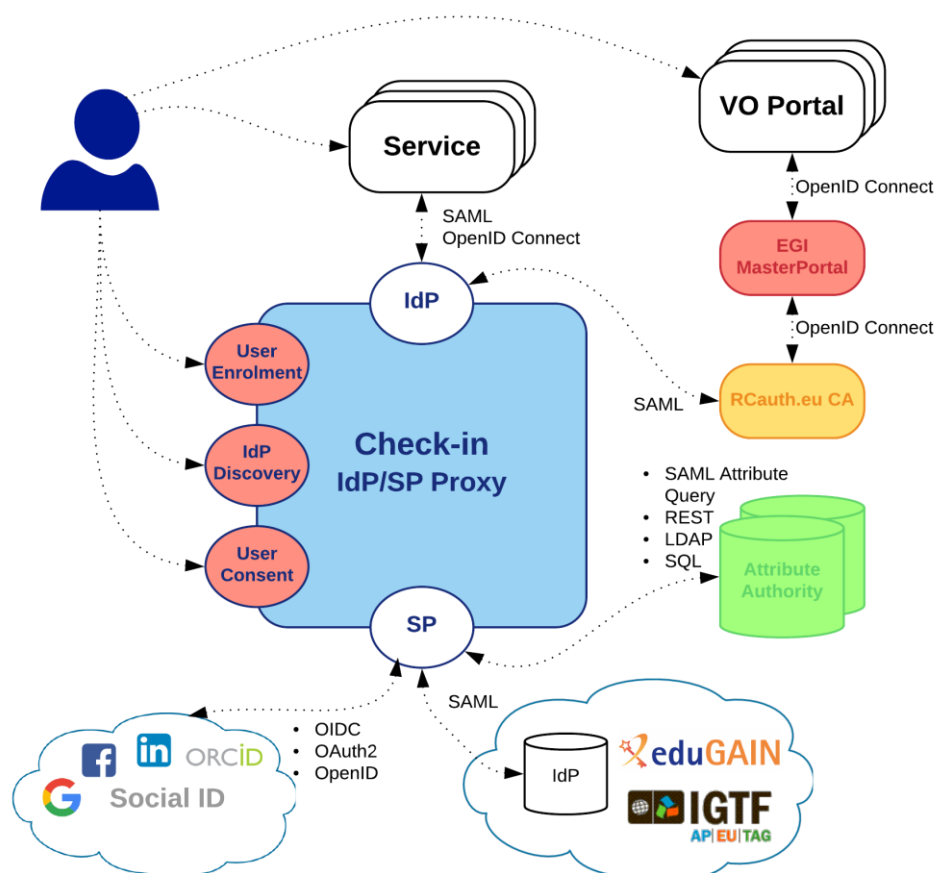 VO Portal
Service
OpenID Connect
SAML
OpenID Connect
EGI
MasterPortal
IdP
OpenID Connect
User
Enrolment
SAML
RCauth.eu CA
Check-in
IdP/SP Proxy
IdP
Discovery
• SAML Attribute
Query
• REST
• LDAP
• SQL
User
Consent
Attribute
Authority
SP
SAML
• OIDC
• OAuth2
• OpenID
f
in
ORCID
G
Social ID
IdP
eduGAIN
IGTF
AP|EU|TAG